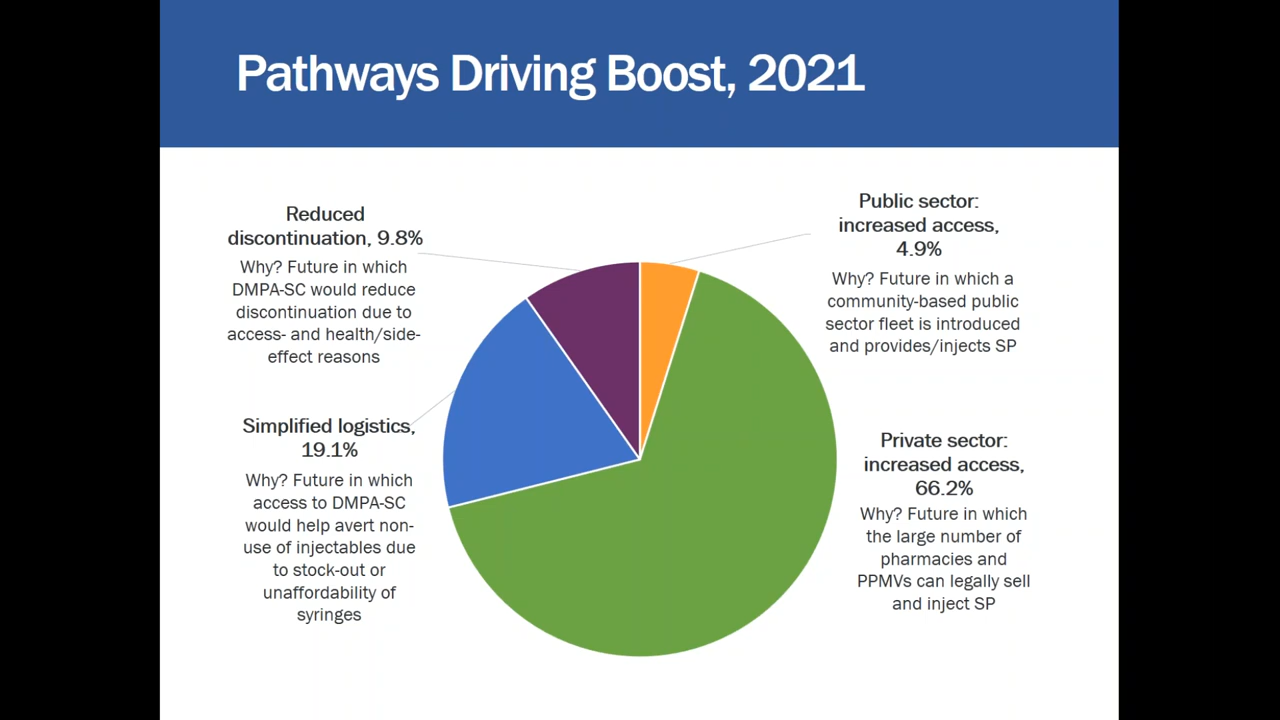 Pathways Driving Boost, 2021
Reduced
discontinuation, 9.8%
Why? Future in which
DMPA-SC would reduce
discontinuation due to
access- and health/side-
effect reasons
Simplified logistics,
19.1%
Why? Future in which
access to DMPA-SC
would help avert non-
use of injectables due
to stock-out or
unaffordability of
syringes
Public sector:
increased access,
4.9%
Why? Future in which a
community-based public
sector fleet is introduced
and provides/injects SP
Private sector:
increased access,
66.2%
Why? Future in which
the large number of
pharmacies and
PPMVs can legally sell
and inject SP